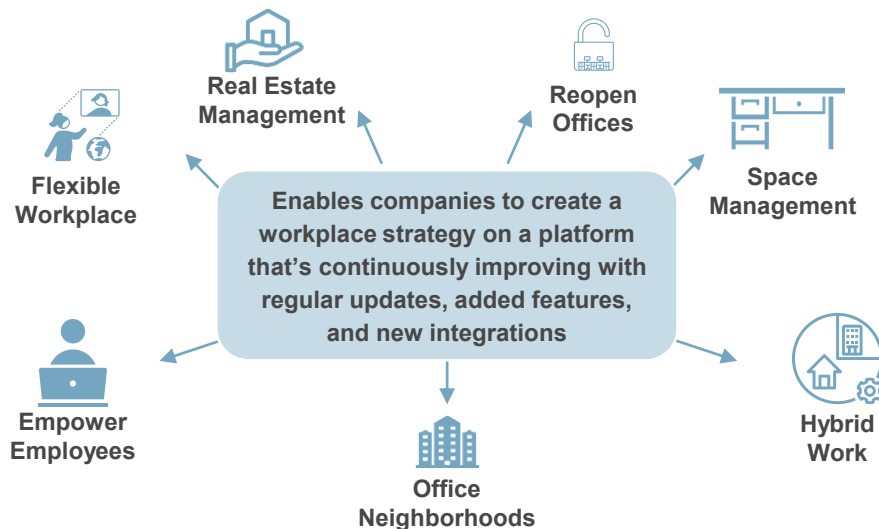 Real Estate
Management
Reopen
Offices
Flexible
Workplace
Space
Management
Enables companies to create a
workplace strategy on a platform
that's continuously improving with
regular updates, added features,
and new integrations
Empower
Employees
Office
Neighborhoods
Hybrid
Work